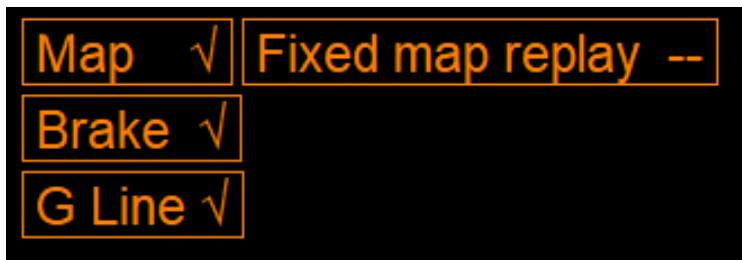 Map √ Fixed map replay --
Brake √
G Line √